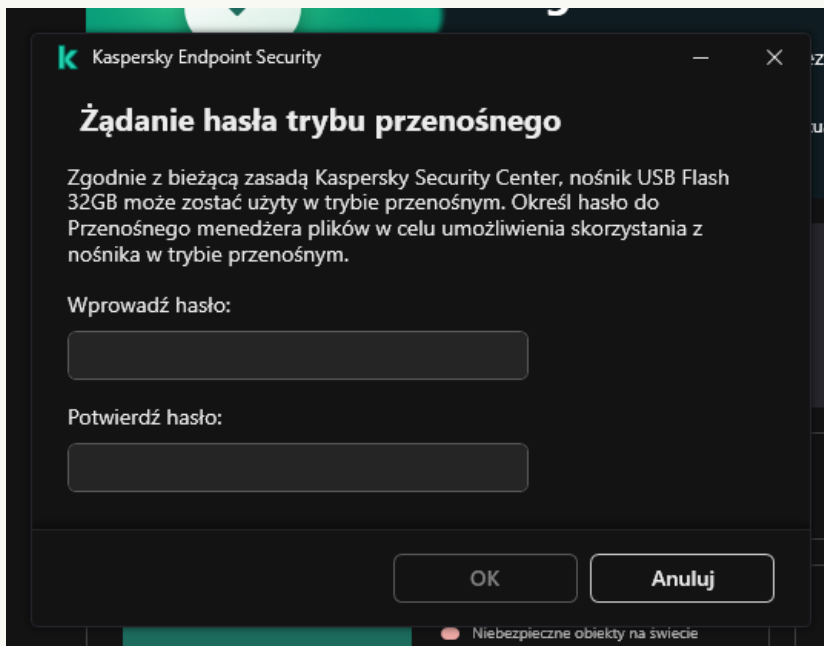 Kaspersky Endpoint Security
Żądanie hasła trybu przenośnego
Zgodnie z bieżącą zasadą Kaspersky Security Center, nośnik USB Flash
32GB może zostać użyty w trybie przenośnym. Określ hasło do
Przenośnego menedżera plików w celu umożliwienia skorzystania z
nośnika w trybie przenośnym.
Wprowadź hasło:
Potwierdź hasło:
OK
Anuluj
Niebezpieczne obiekty na świecie